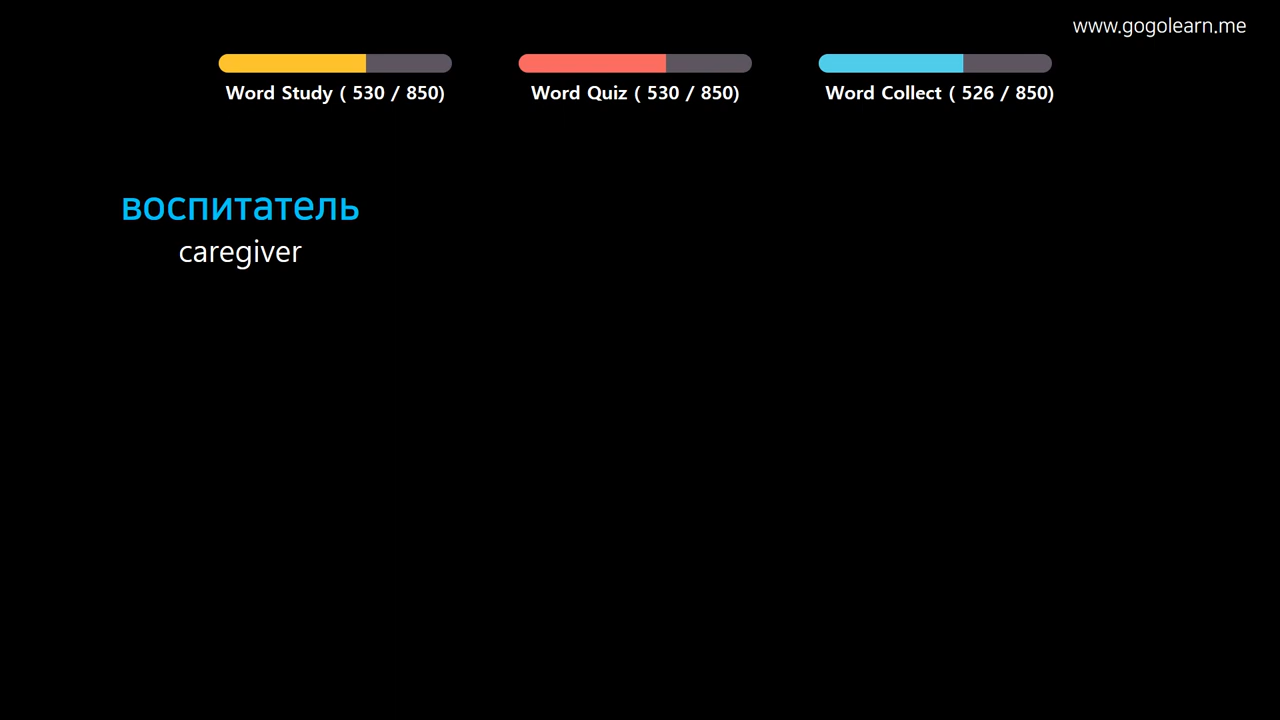 www.gogolearn.me
Word Study ( 530 / 850)
Word Quiz ( 530 / 850)
Word Collect ( 526 / 850)
воспитатель
caregiver